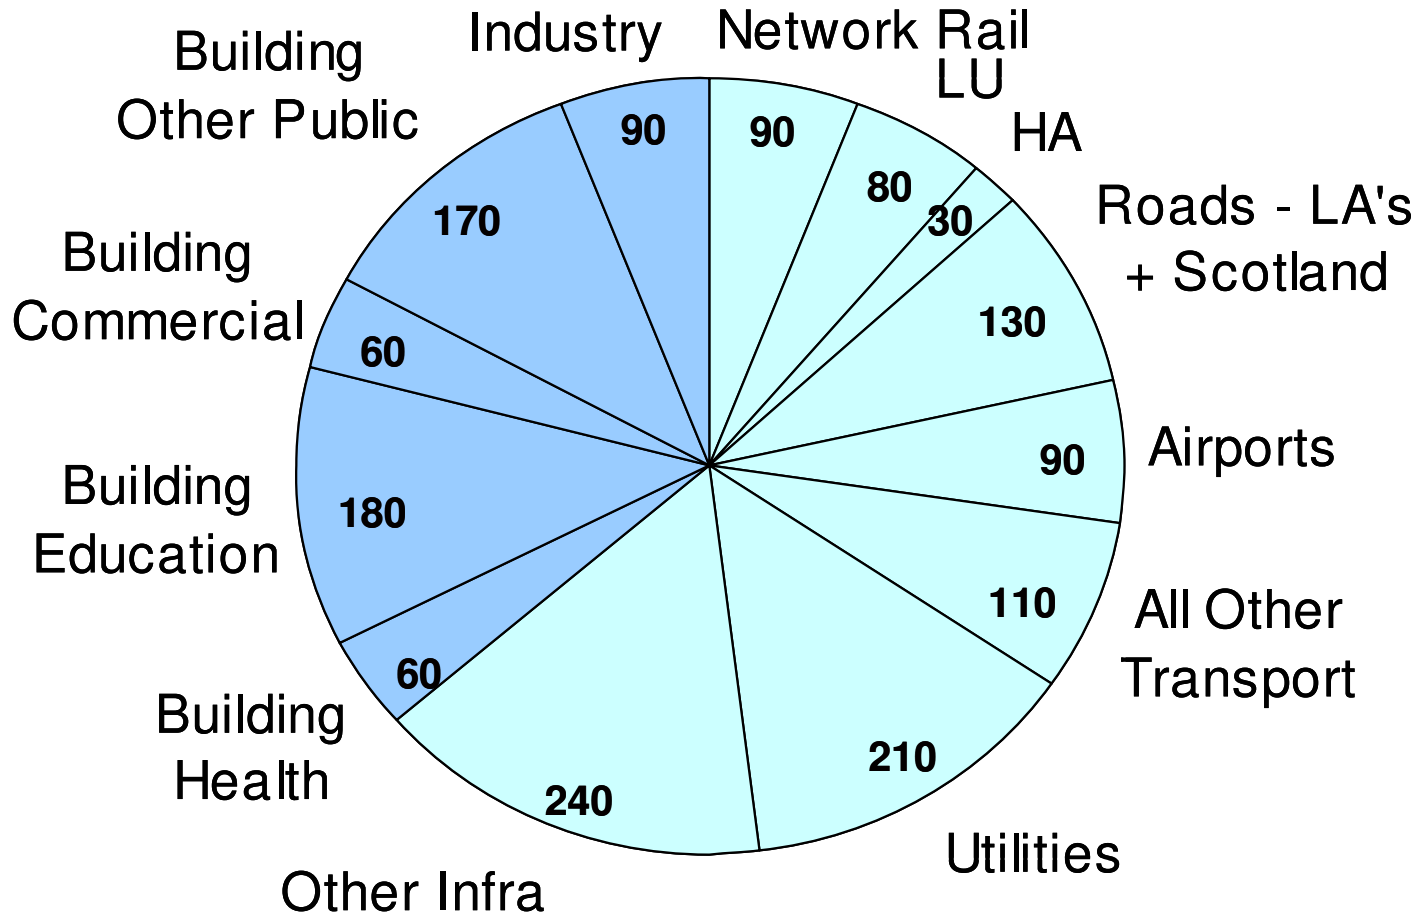 Industry
Network Rail
LU
HA
Building
Other Public
Roads - LA's
+ Scotland
Building
Commercial
Airports
Building
Education
All Other
Transport
Building
Health
Utilities
Other Infra
90
90
80
30
170
130
60
90
180
110
60
210
240